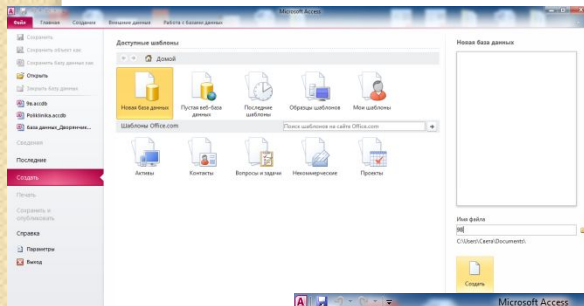 Microsoft Access
Файл Главная Создание Внешние данные Работа с базами данных
Сохранить
Сохранить объект как
Сохранить базу данных как
Открыть
Закрыть базу данных
9а.accdb
Poliklinika.accdb
База данных_Дворянчик...
Сведения
Последние
Создать
Печать
Сохранить и
опубликовать
Справка
Параметры
Выход
Доступные шаблоны
Домой
Новая база данных
Пустая веб-база
данных
Последние
шаблоны
Образцы шаблонов
Мои шаблоны
Шаблоны Office.com
Поиск шаблонов на сайте Office.com
Активы
Контакты
Вопросы и задачи
Некоммерческие
Проекты
Новая база данных
Имя файла
C:\Users\Света\Documents\
Создать
Microsoft Access